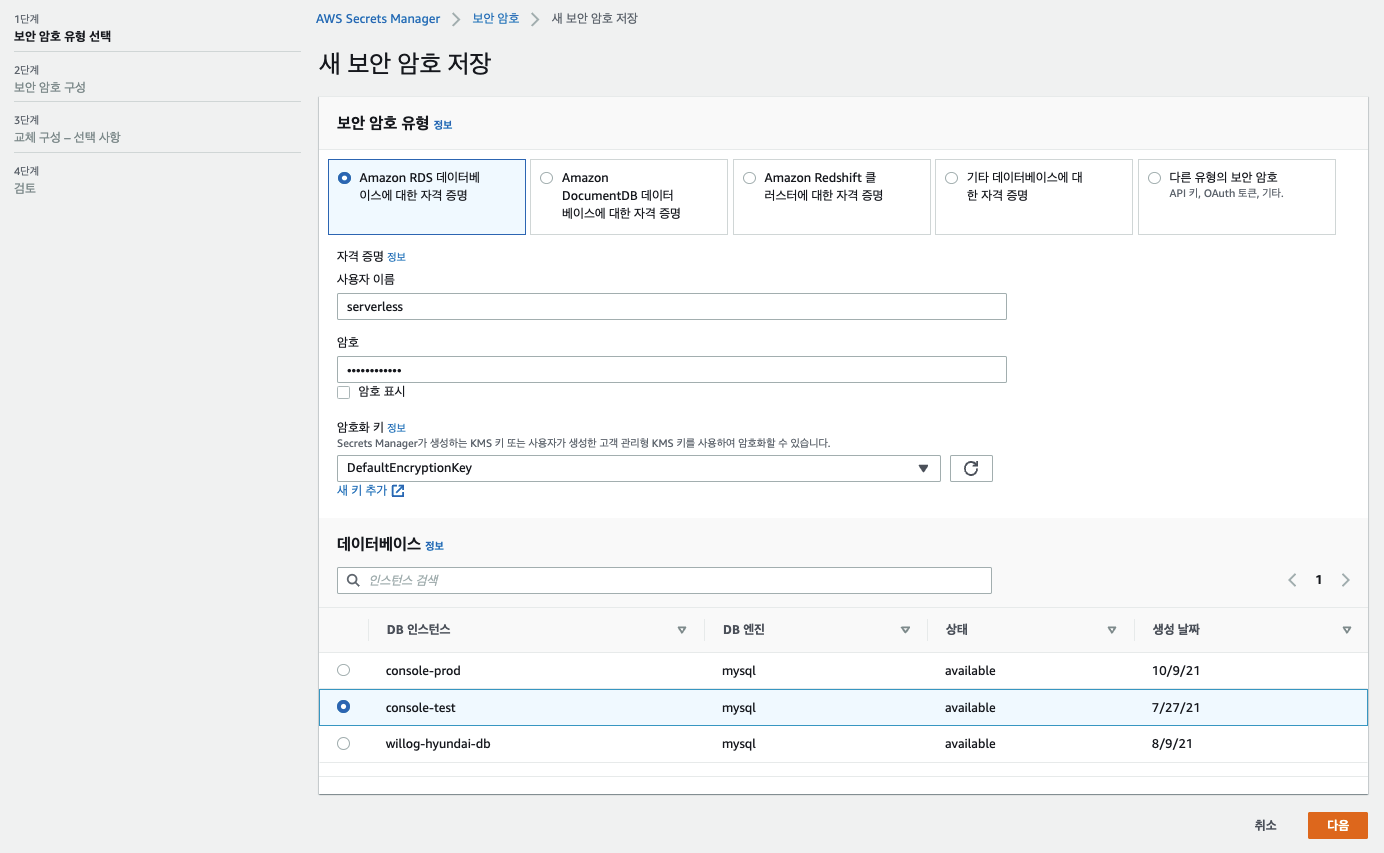 1단계
보안 암호 유형 선택
2단계
보안 암호 구성
3단계
교체 구성 – 선택 사항
4단계
검토
AWS Secrets Manager > 보안 암호 > 새 보안 암호 저장
새 보안 암호 저장
보안 암호 유형 정보
Amazon RDS 데이터베
이스에 대한 자격 증명
Amazon
DocumentDB 데이터
베이스에 대한 자격 증명
Amazon Redshift 클
러스터에 대한 자격 증명
기타 데이터베이스에 대
한 자격 증명
다른 유형의 보안 암호
API 키, OAuth 토큰, 기타.
자격 증명 정보
사용자 이름
serverless
암호
••••••••••••
암호 표시
암호화 키 정보
Secrets Manager가 생성하는 KMS 키 또는 사용자가 생성한 고객 관리형 KMS 키를 사용하여 암호화할 수 있습니다.
DefaultEncryptionKey
새 키 추가
데이터베이스 정보
인스턴스 검색
1
DB 인스턴스 DB 엔진 상태 생성 날짜
console-prod mysql available 10/9/21
console-test mysql available 7/27/21
willog-hyundai-db mysql available 8/9/21
취소 다음